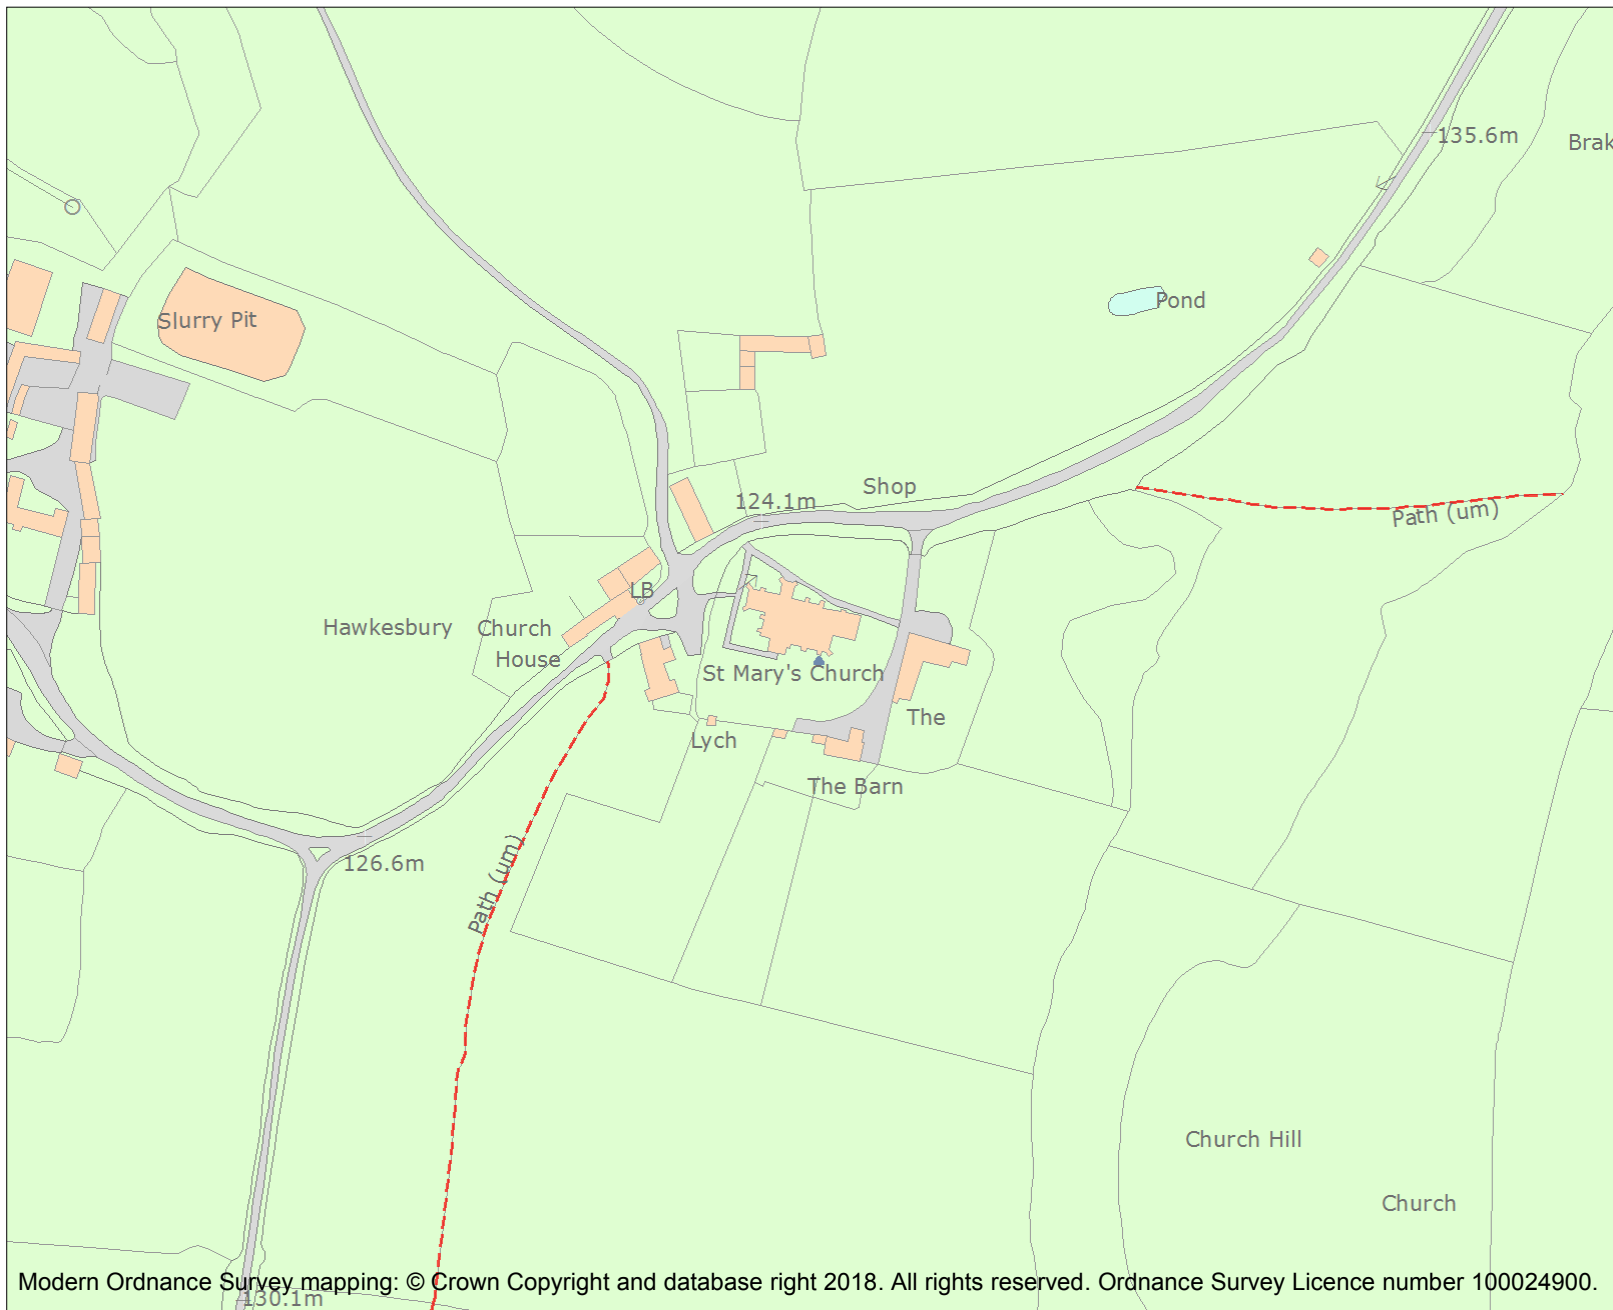 135.6m
Brak
Pond
Slurry Pit
Shop
124.1m
Path (um)
LB
Hawkesbury
Church
House
St Mary's Church
The
Lych
The Barn
126.6m
Path (um)
Church Hill
Church
Modern Ordnance Survey mapping: © Crown Copyright and database right 2018. All rights reserved. Ordnance Survey Licence number 100024900.
130.1m